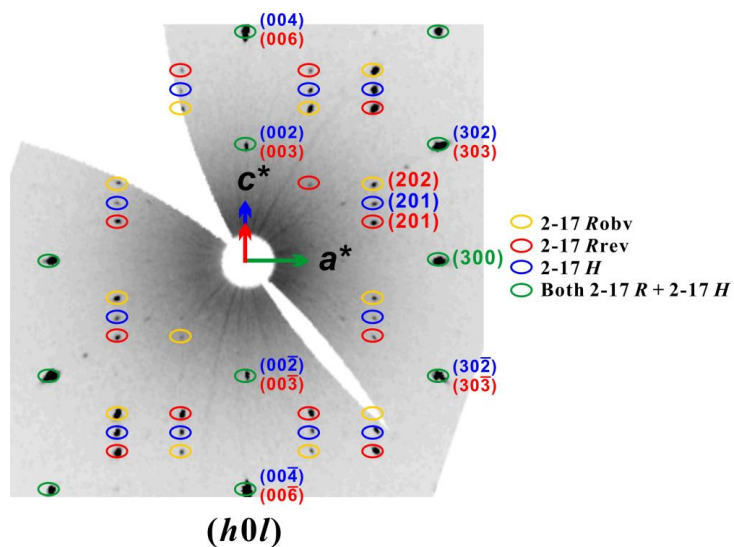 (004)
(006)
(002)
(003)
(302)
(303)
c*
(202)
(201)
(201)
a*
(300)
2-17 Robv
2-17 Rrev
2-17 H
Both 2-17 R + 2-17 H
(002̄)
(003̄)
(302̄)
(303̄)
(004̄)
(006̄)
(h0l)